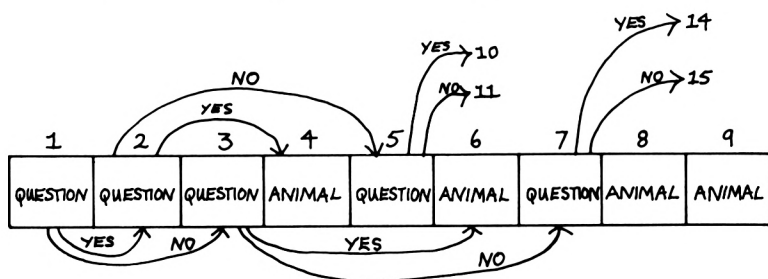 YES 14
YES 10
NO
NO 15
YES
NO 11
1 2 3 4 5 6 7 8 9
QUESTION QUESTION QUESTION ANIMAL QUESTION ANIMAL QUESTION ANIMAL ANIMAL
YES NO YES NO